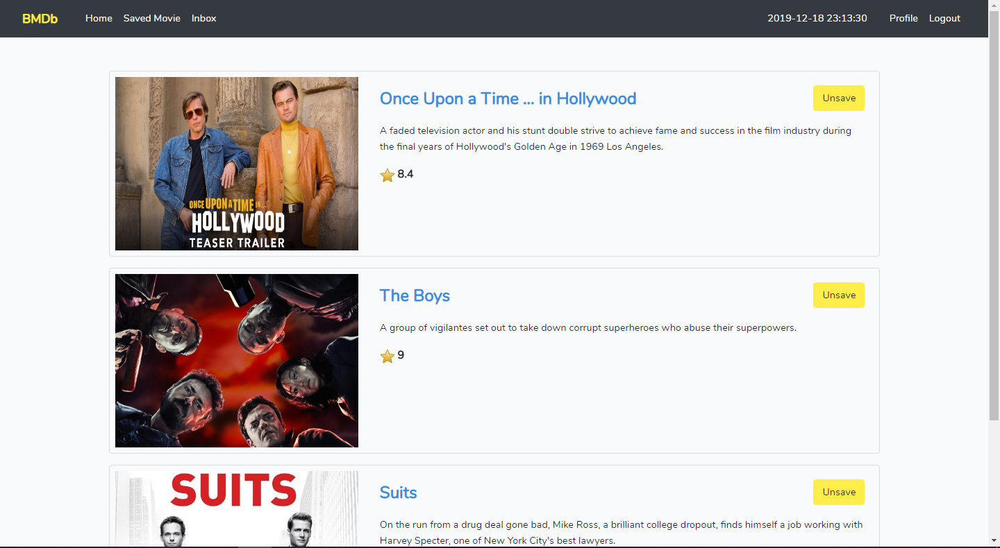 BMDb Home Saved Movie Inbox 2019-12-18 23:13:30 Profile Logout
Once Upon a Time ... in Hollywood
Unsave
A faded television actor and his stunt double strive to achieve fame and success in the film industry during
the final years of Hollywood's Golden Age in 1969 Los Angeles.
8.4
ONCE UPON A TIME IN...
HOLLYWOOD
TEASER TRAILER
The Boys
Unsave
A group of vigilantes set out to take down corrupt superheroes who abuse their superpowers.
9
SUITS
Suits
Unsave
On the run from a drug deal gone bad, Mike Ross, a brilliant college dropout, finds himself a job working with
Harvey Specter, one of New York City's best lawyers.